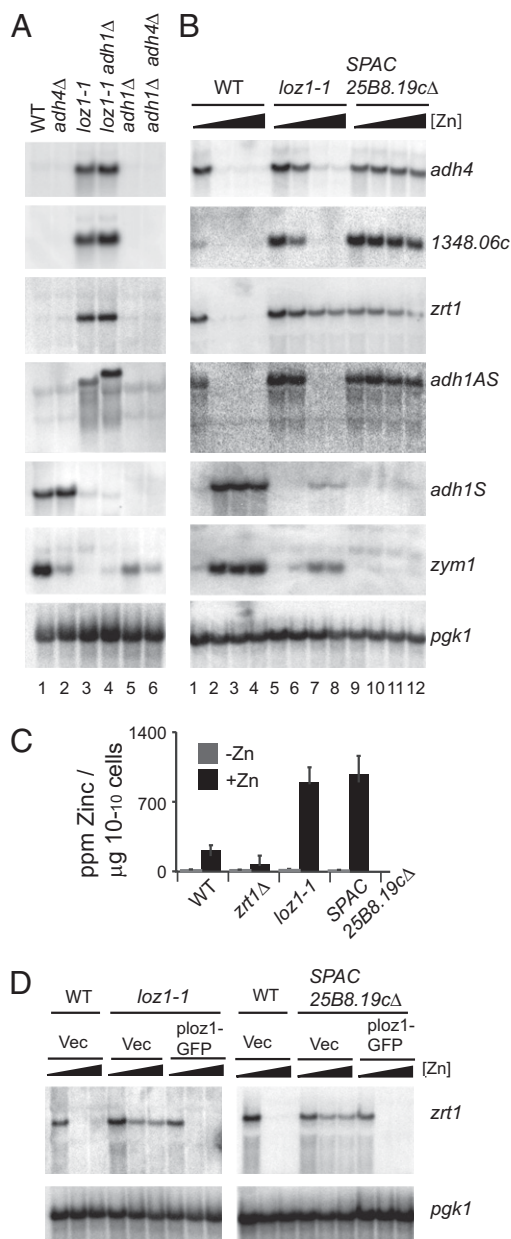 A
WT
adh4Δ
loz1-1
loz1-1 adh1Δ
adh1Δ
adh1Δ adh4Δ
B
WT
loz1-1
SPAC
25B8.19cΔ
[Zn]
adh4
1348.06c
zrt1
adh1AS
adh1S
zym1
pgk1
1 2 3 4 5 6
1 2 3 4 5 6 7 8 9 10 11 12
C
ppm Zinc /
µg 10-10 cells
1400
700
0
-Zn
+Zn
WT
zrt1Δ
loz1-1
SPAC
25B8.19cΔ
D
WT
loz1-1
Vec
Vec
ploz1-
GFP
WT
SPAC
25B8.19cΔ
Vec
Vec
ploz1-
GFP
[Zn]
zrt1
pgk1